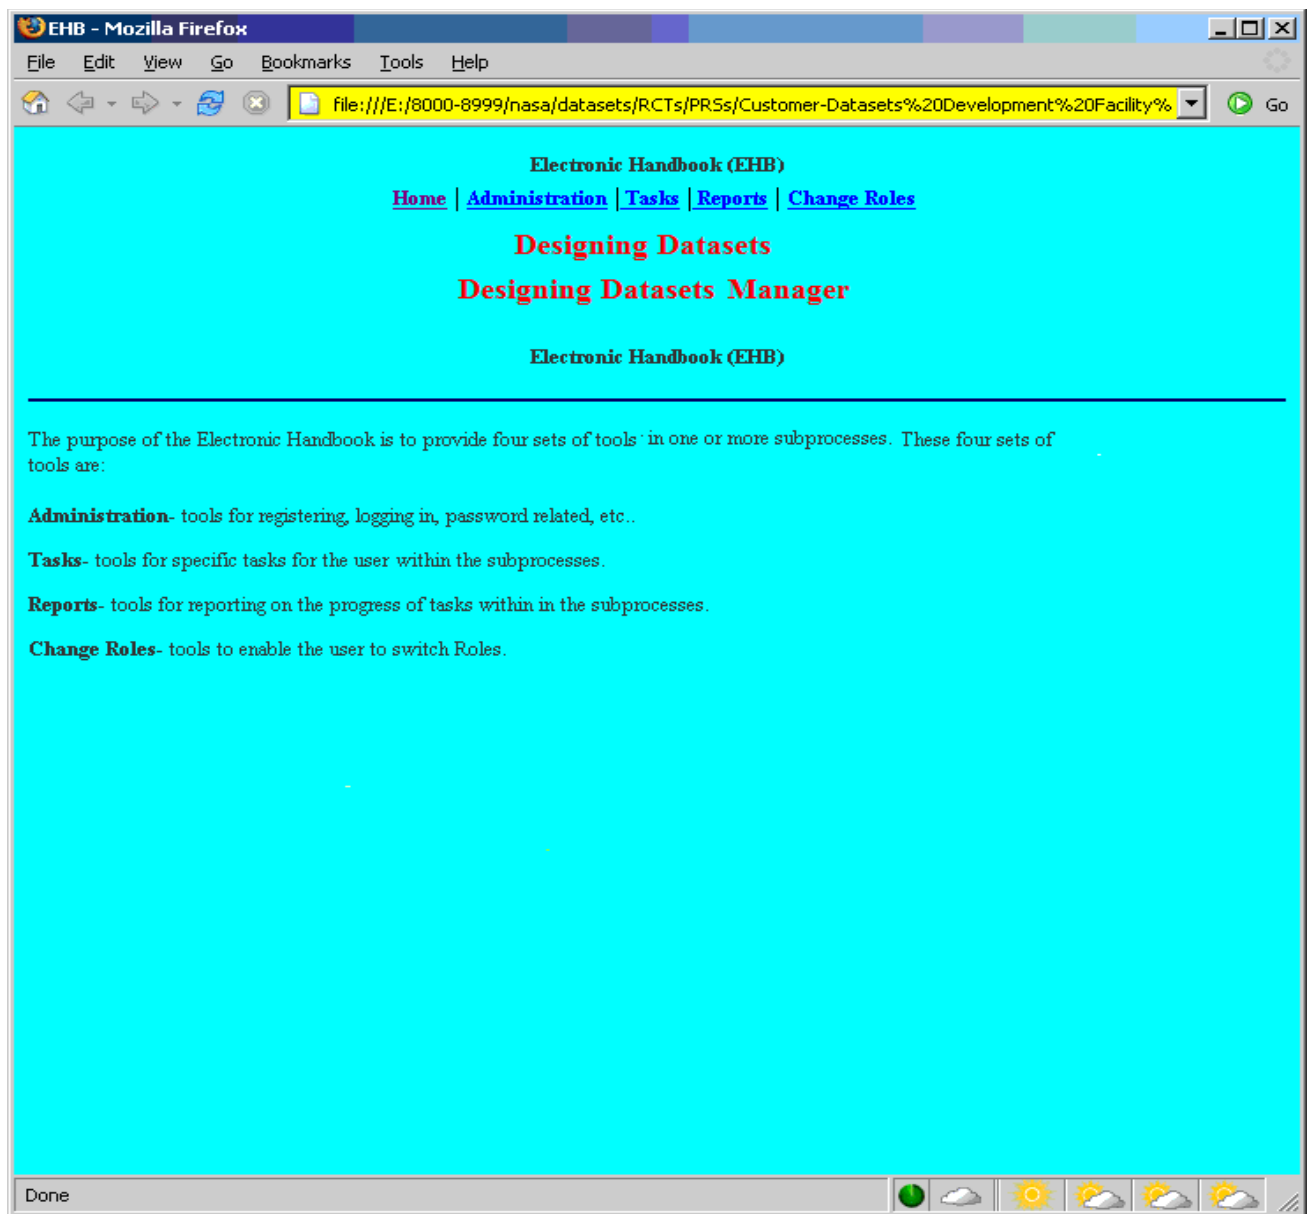 EHB - Mozilla Firefox
File Edit View Go Bookmarks Tools Help
file:///E:/8000-8999/nasa/datasets/RCTs/PRSs/Customer-Datasets%20Development%20Facility% Go
Electronic Handbook (EHB)
Home | Administration | Tasks | Reports | Change Roles
Designing Datasets
Designing Datasets Manager
Electronic Handbook (EHB)
The purpose of the Electronic Handbook is to provide four sets of tools in one or more subprocesses. These four sets of
tools are:
Administration- tools for registering, logging in, password related, etc..
Tasks- tools for specific tasks for the user within the subprocesses.
Reports- tools for reporting on the progress of tasks within in the subprocesses.
Change Roles- tools to enable the user to switch Roles.
Done